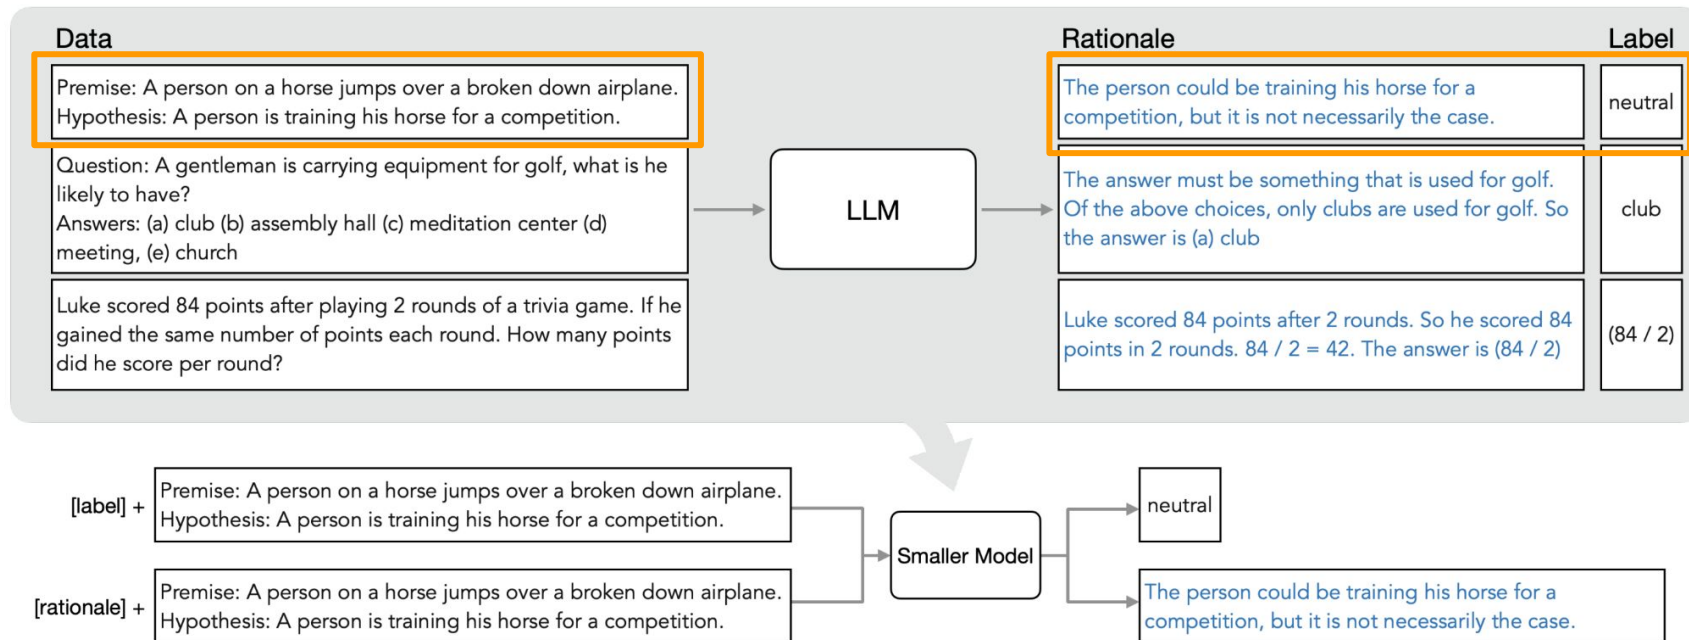 Data
Rationale
Label
Premise: A person on a horse jumps over a broken down airplane.
Hypothesis: A person is training his horse for a competition.
The person could be training his horse for a
competition, but it is not necessarily the case.
neutral
Question: A gentleman is carrying equipment for golf, what is he
likely to have?
Answers: (a) club (b) assembly hall (c) meditation center (d)
meeting, (e) church
LLM
The answer must be something that is used for golf.
Of the above choices, only clubs are used for golf. So
the answer is (a) club
club
Luke scored 84 points after playing 2 rounds of a trivia game. If he
gained the same number of points each round. How many points
did he score per round?
Luke scored 84 points after 2 rounds. So he scored 84
points in 2 rounds. 84 / 2 = 42. The answer is (84 / 2)
(84 / 2)
[label] +
Premise: A person on a horse jumps over a broken down airplane.
Hypothesis: A person is training his horse for a competition.
neutral
Smaller Model
[rationale] +
Premise: A person on a horse jumps over a broken down airplane.
Hypothesis: A person is training his horse for a competition.
The person could be training his horse for a
competition, but it is not necessarily the case.